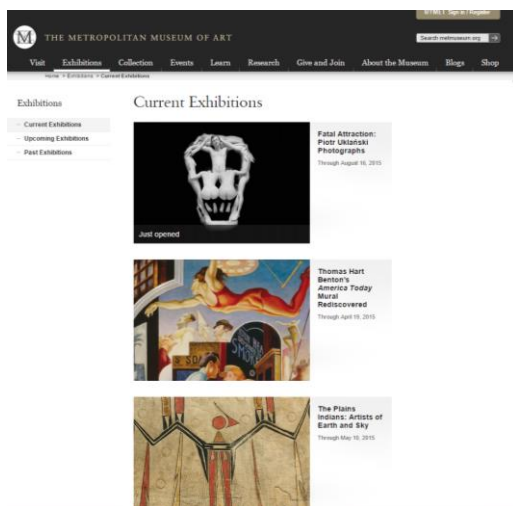 Sign In / Register
M
THE METROPOLITAN MUSEUM OF ART
Search metmuseum.org
Visit Exhibitions Collection Events Learn Research Give and Join About the Museum Blogs Shop
Home > Exhibitions > Current Exhibitions
Exhibitions
Current Exhibitions
Upcoming Exhibitions
Past Exhibitions
Current Exhibitions
Just opened
Fatal Attraction:
Piotr Uklański
Photographs
Through August 16, 2015
Thomas Hart
Benton's
America Today
Mural
Rediscovered
Through April 19, 2015
The Plains
Indians: Artists of
Earth and Sky
Through May 10, 2015